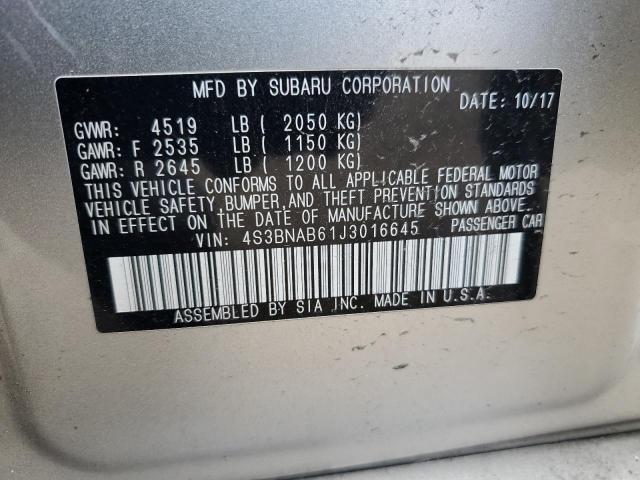 MFD BY SUBARU CORPORATION
DATE: 10/17
GVWR: 4519 LB ( 2050 KG)
GAWR: F 2535 LB ( 1150 KG)
GAWR: R 2645 LB ( 1200 KG)
THIS VEHICLE CONFORMS TO ALL APPLICABLE FEDERAL MOTOR
VEHICLE SAFETY, BUMPER, AND THEFT PREVENTION STANDARDS
IN EFFECT ON THE DATE OF MANUFACTURE SHOWN ABOVE.
VIN: 4S3BNAB61J3016645 PASSENGER CAR
ASSEMBLED BY SIA INC. MADE IN U.S.A.